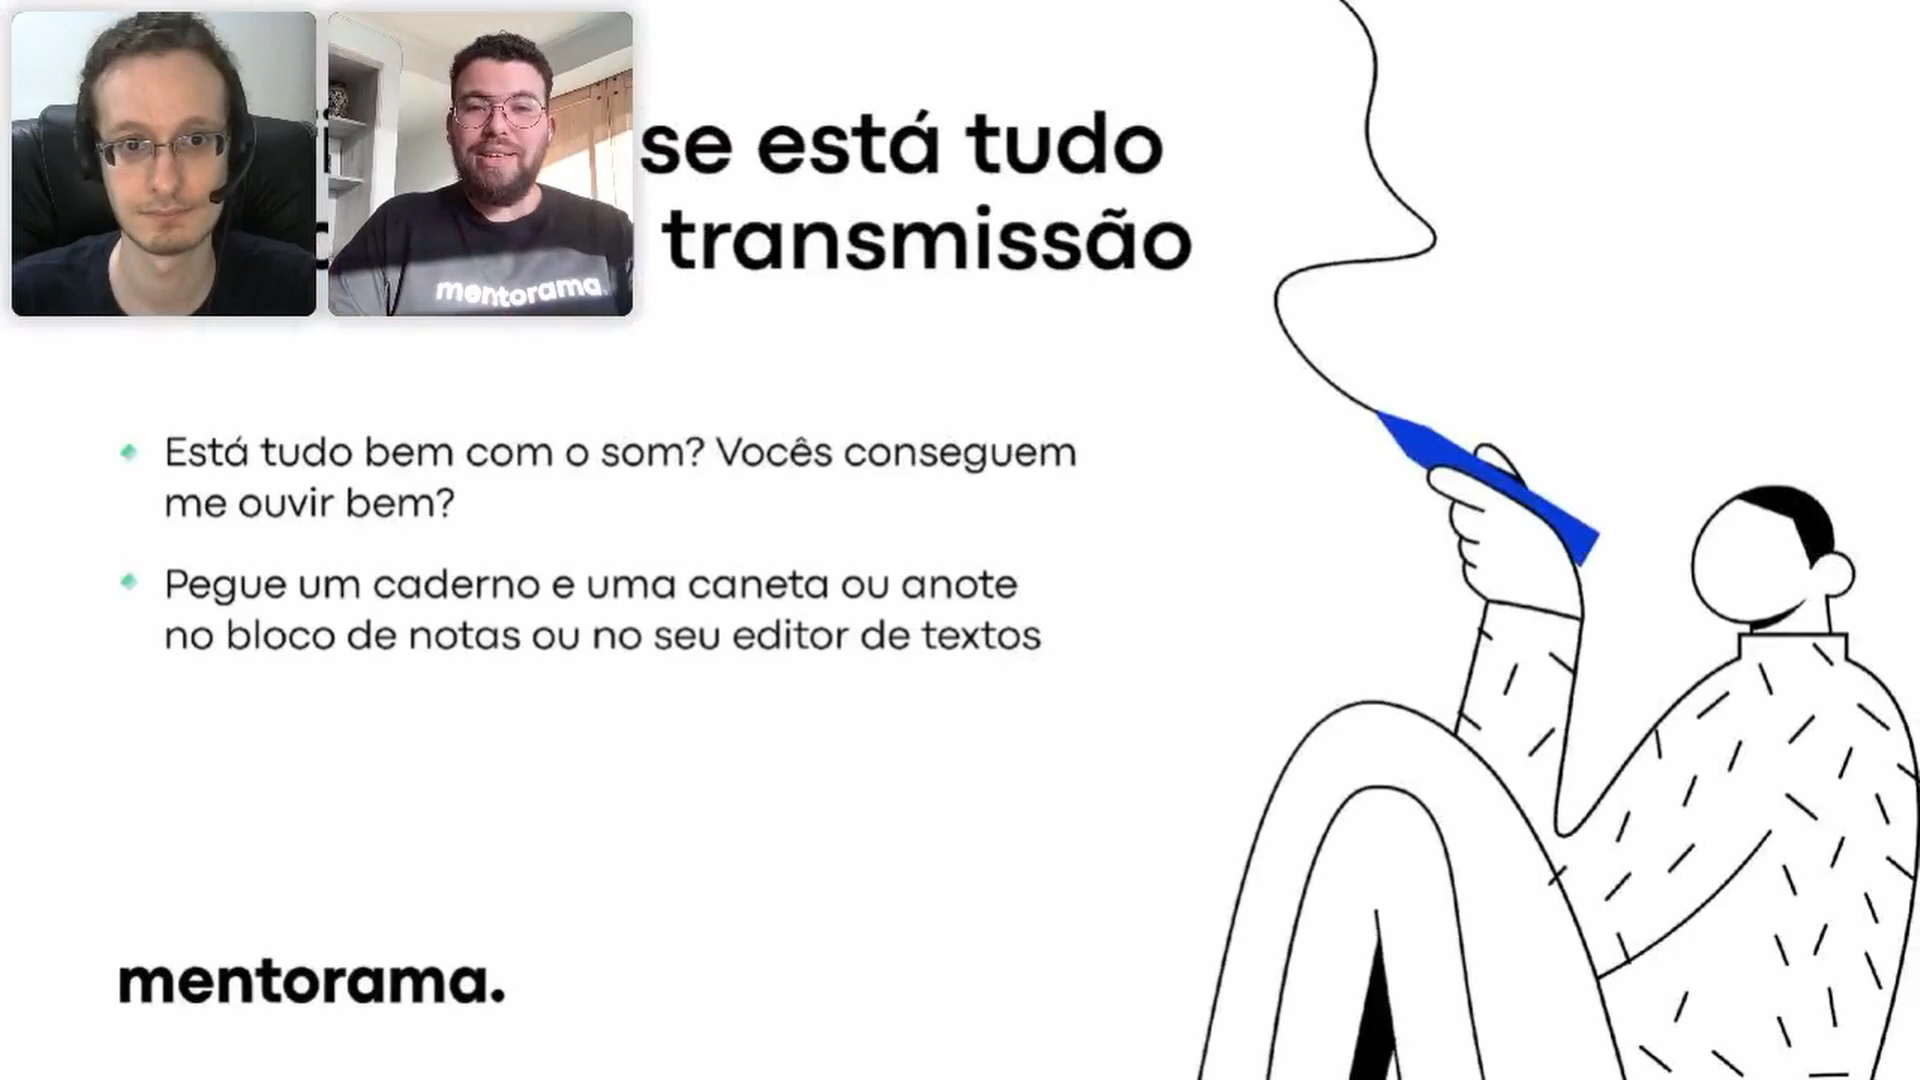 se está tudo
transmissão
mentorama.
Está tudo bem com o som? Vocês conseguem
me ouvir bem?
Pegue um caderno e uma caneta ou anote
no bloco de notas ou no seu editor de textos
mentorama.